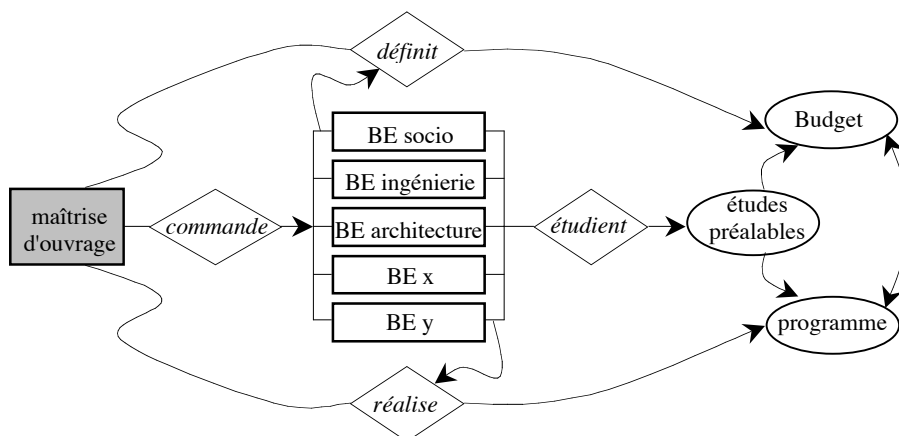 définit
BE socio
Budget
BE ingénierie
maîtrise
d'ouvrage
commande
BE architecture
étudient
études
préalables
BE x
BE y
programme
réalise